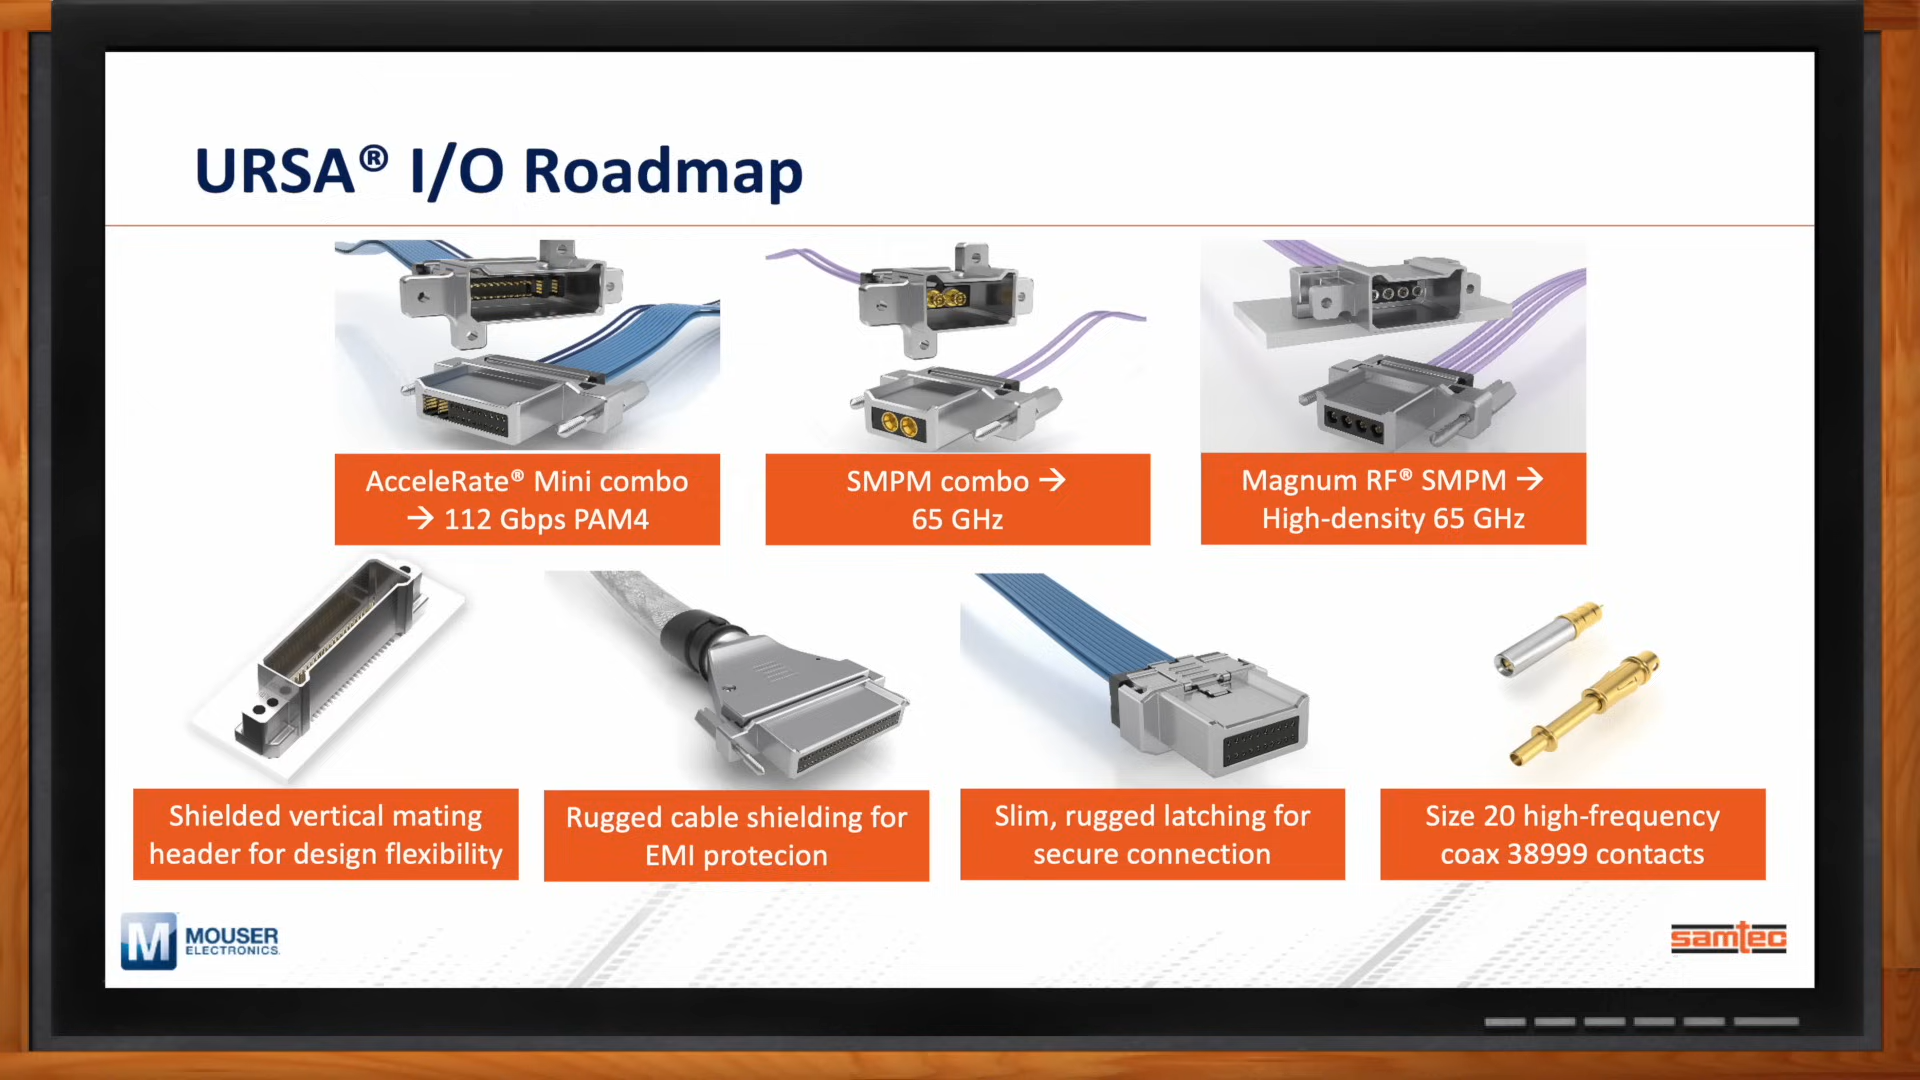 URSA® I/O Roadmap
AcceleRate® Mini combo
→ 112 Gbps PAM4
SMPM combo →
65 GHz
Magnum RF® SMPM →
High-density 65 GHz
Shielded vertical mating
header for design flexibility
Rugged cable shielding for
EMI protecion
Slim, rugged latching for
secure connection
Size 20 high-frequency
coax 38999 contacts
M MOUSER
ELECTRONICS
samtec